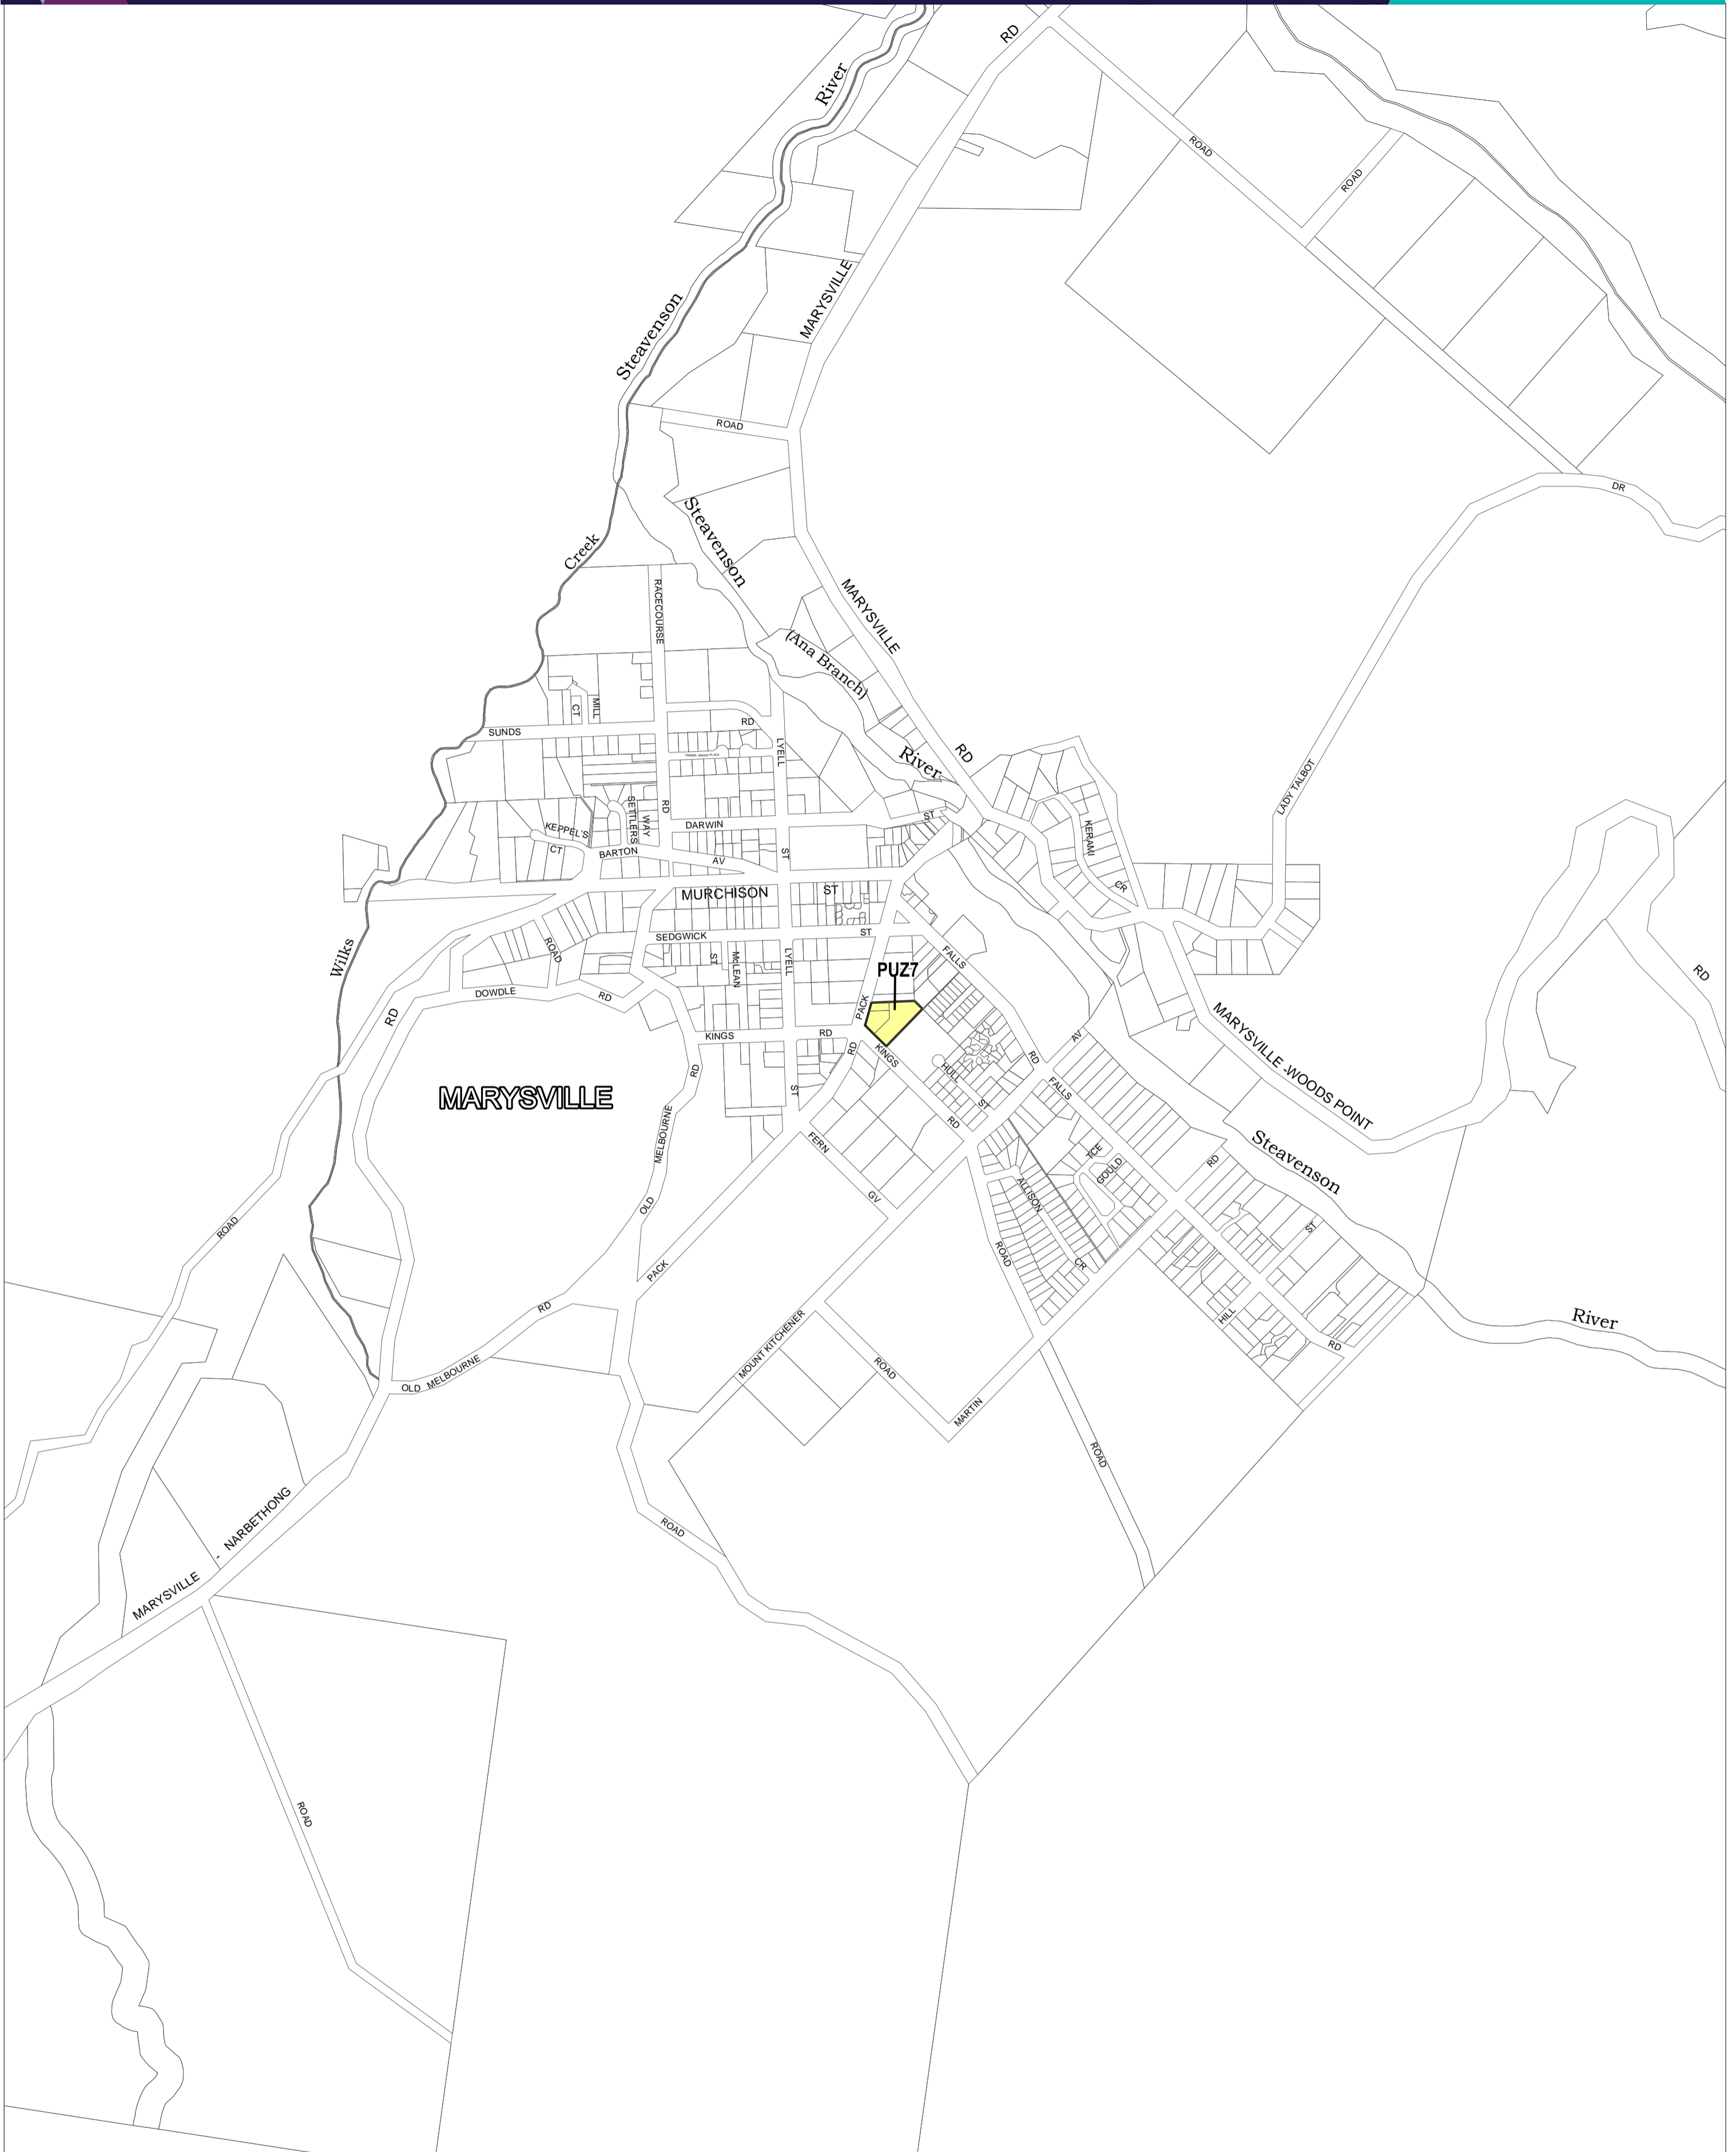 RD
River
ROAD
ROAD
MARYSVILLE
Steavenson
ROAD
DR
Steavenson
Creek
RACECOURSE
MARYSVILLE
(Ana Branch)
CT
MILL
RD
SUNDS
LYELL
RD
River
LADY TALBOT
SETTLERS
WAY
RD
ST
KEPPEL'S
DARWIN
KERAMI
CT
BARTON
AV
ST
CR
MURCHISON
ST
SEDGWICK
ST
Wilks
ROAD
ST
McLEAN
LYELL
FALLS
PUZ7
RD
DOWDLE
RD
PACK
RD
MARYSVILLE -WOODS POINT
KINGS
RD
AV
RD
KINGS
RD
HULL
RD
ST
FALLS
MARYSVILLE
ST
RD
MELBOURNE
FERN
Steavenson
TCE
GOULD
RD
ALLISON
GV
OLD
ROAD
ST
ROAD
CR
PACK
RD
HILL
River
MOUNT KITCHENER
RD
ROAD
OLD MELBOURNE
MARTIN
ROAD
NARBETHONG
ROAD
-
MARYSVILLE
ROAD